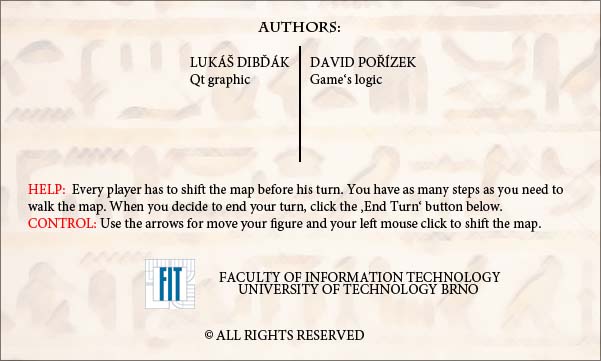 AUTHORS:
LUKÁŠ DIBĎÁK
Qt graphic
DAVID POŘÍZEK
Game‘s logic
HELP: Every player has to shift the map before his turn. You have as many steps as you need to
walk the map. When you decide to end your turn, click the ‚End Turn‘ button below.
CONTROL: Use the arrows for move your figure and your left mouse click to shift the map.
FIT
FACULTY OF INFORMATION TECHNOLOGY
UNIVERSITY OF TECHNOLOGY BRNO
© ALL RIGHTS RESERVED